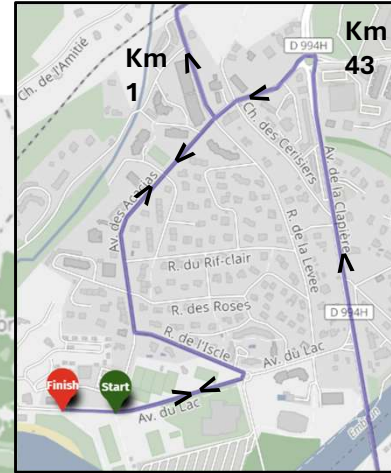 Ch. de l'Amitié
Km
1
D 994H
Km
43
Ch. des Cerisiers
Av. des Acacias
Av. de la Clapière
R. de la Levée
R. du Rif-clair
R. des Roses
D 994H
R. de l'Iscle
Av. du Lac
Finish
Start
Av. du Lac